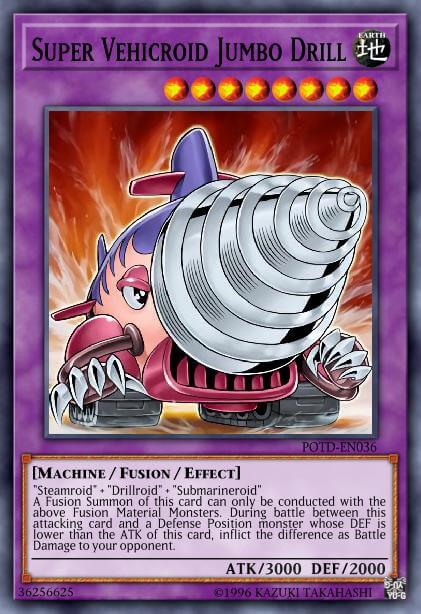 SUPER VEHICROID JUMBO DRILL
EARTH
地
POTD-EN036
[MACHINE / FUSION / EFFECT]
"Steamroid" + "Drillroid" + "Submarineroid"
A Fusion Summon of this card can only be conducted with the
above Fusion Material Monsters. During battle between this
attacking card and a Defense Position monster whose DEF is
lower than the ATK of this card, inflict the difference as Battle
Damage to your opponent.
ATK/3000 DEF/2000
36256625
©1996 KAZUKI TAKAHASHI